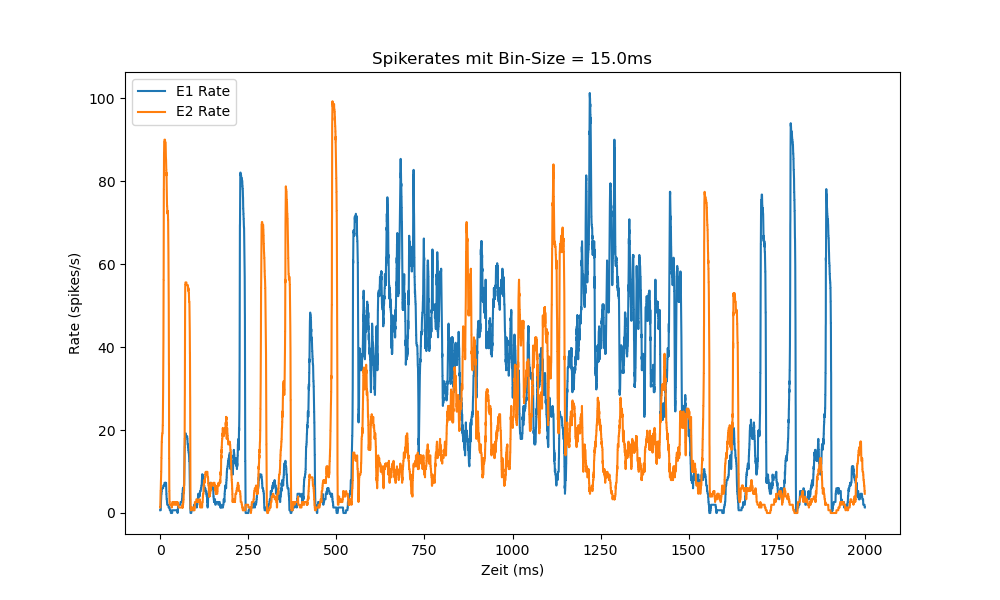 Spikerates mit Bin-Size = 15.0ms
E1 Rate
E2 Rate
100
80
60
40
20
0
Rate (spikes/s)
0 250 500 750 1000 1250 1500 1750 2000
Zeit (ms)